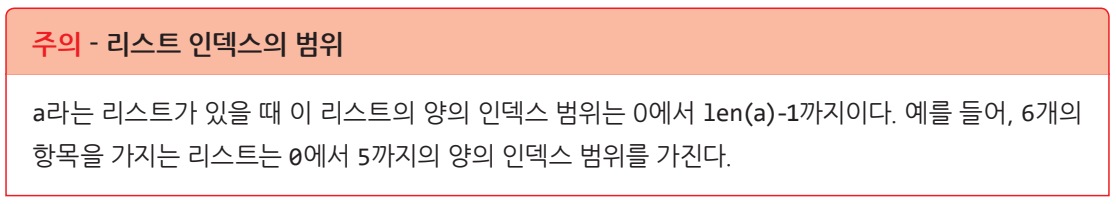 주의 - 리스트 인덱스의 범위
a라는 리스트가 있을 때 이 리스트의 양의 인덱스 범위는 0에서 len(a)-1까지이다. 예를 들어, 6개의
항목을 가지는 리스트는 0에서 5까지의 양의 인덱스 범위를 가진다.